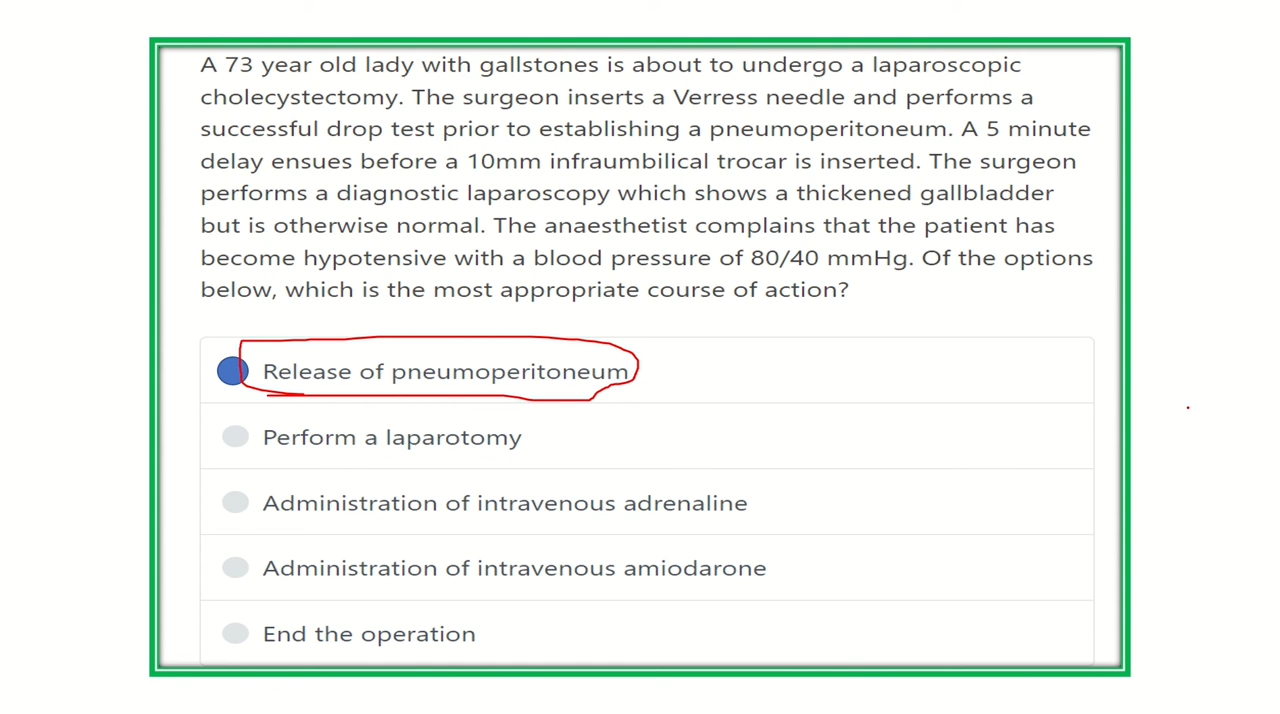 A 73 year old lady with gallstones is about to undergo a laparoscopic
cholecystectomy. The surgeon inserts a Verress needle and performs a
successful drop test prior to establishing a pneumoperitoneum. A 5 minute
delay ensues before a 10mm infraumbilical trocar is inserted. The surgeon
performs a diagnostic laparoscopy which shows a thickened gallbladder
but is otherwise normal. The anaesthetist complains that the patient has
become hypotensive with a blood pressure of 80/40 mmHg. Of the options
below, which is the most appropriate course of action?
Release of pneumoperitoneum
Perform a laparotomy
Administration of intravenous adrenaline
Administration of intravenous amiodarone
End the operation